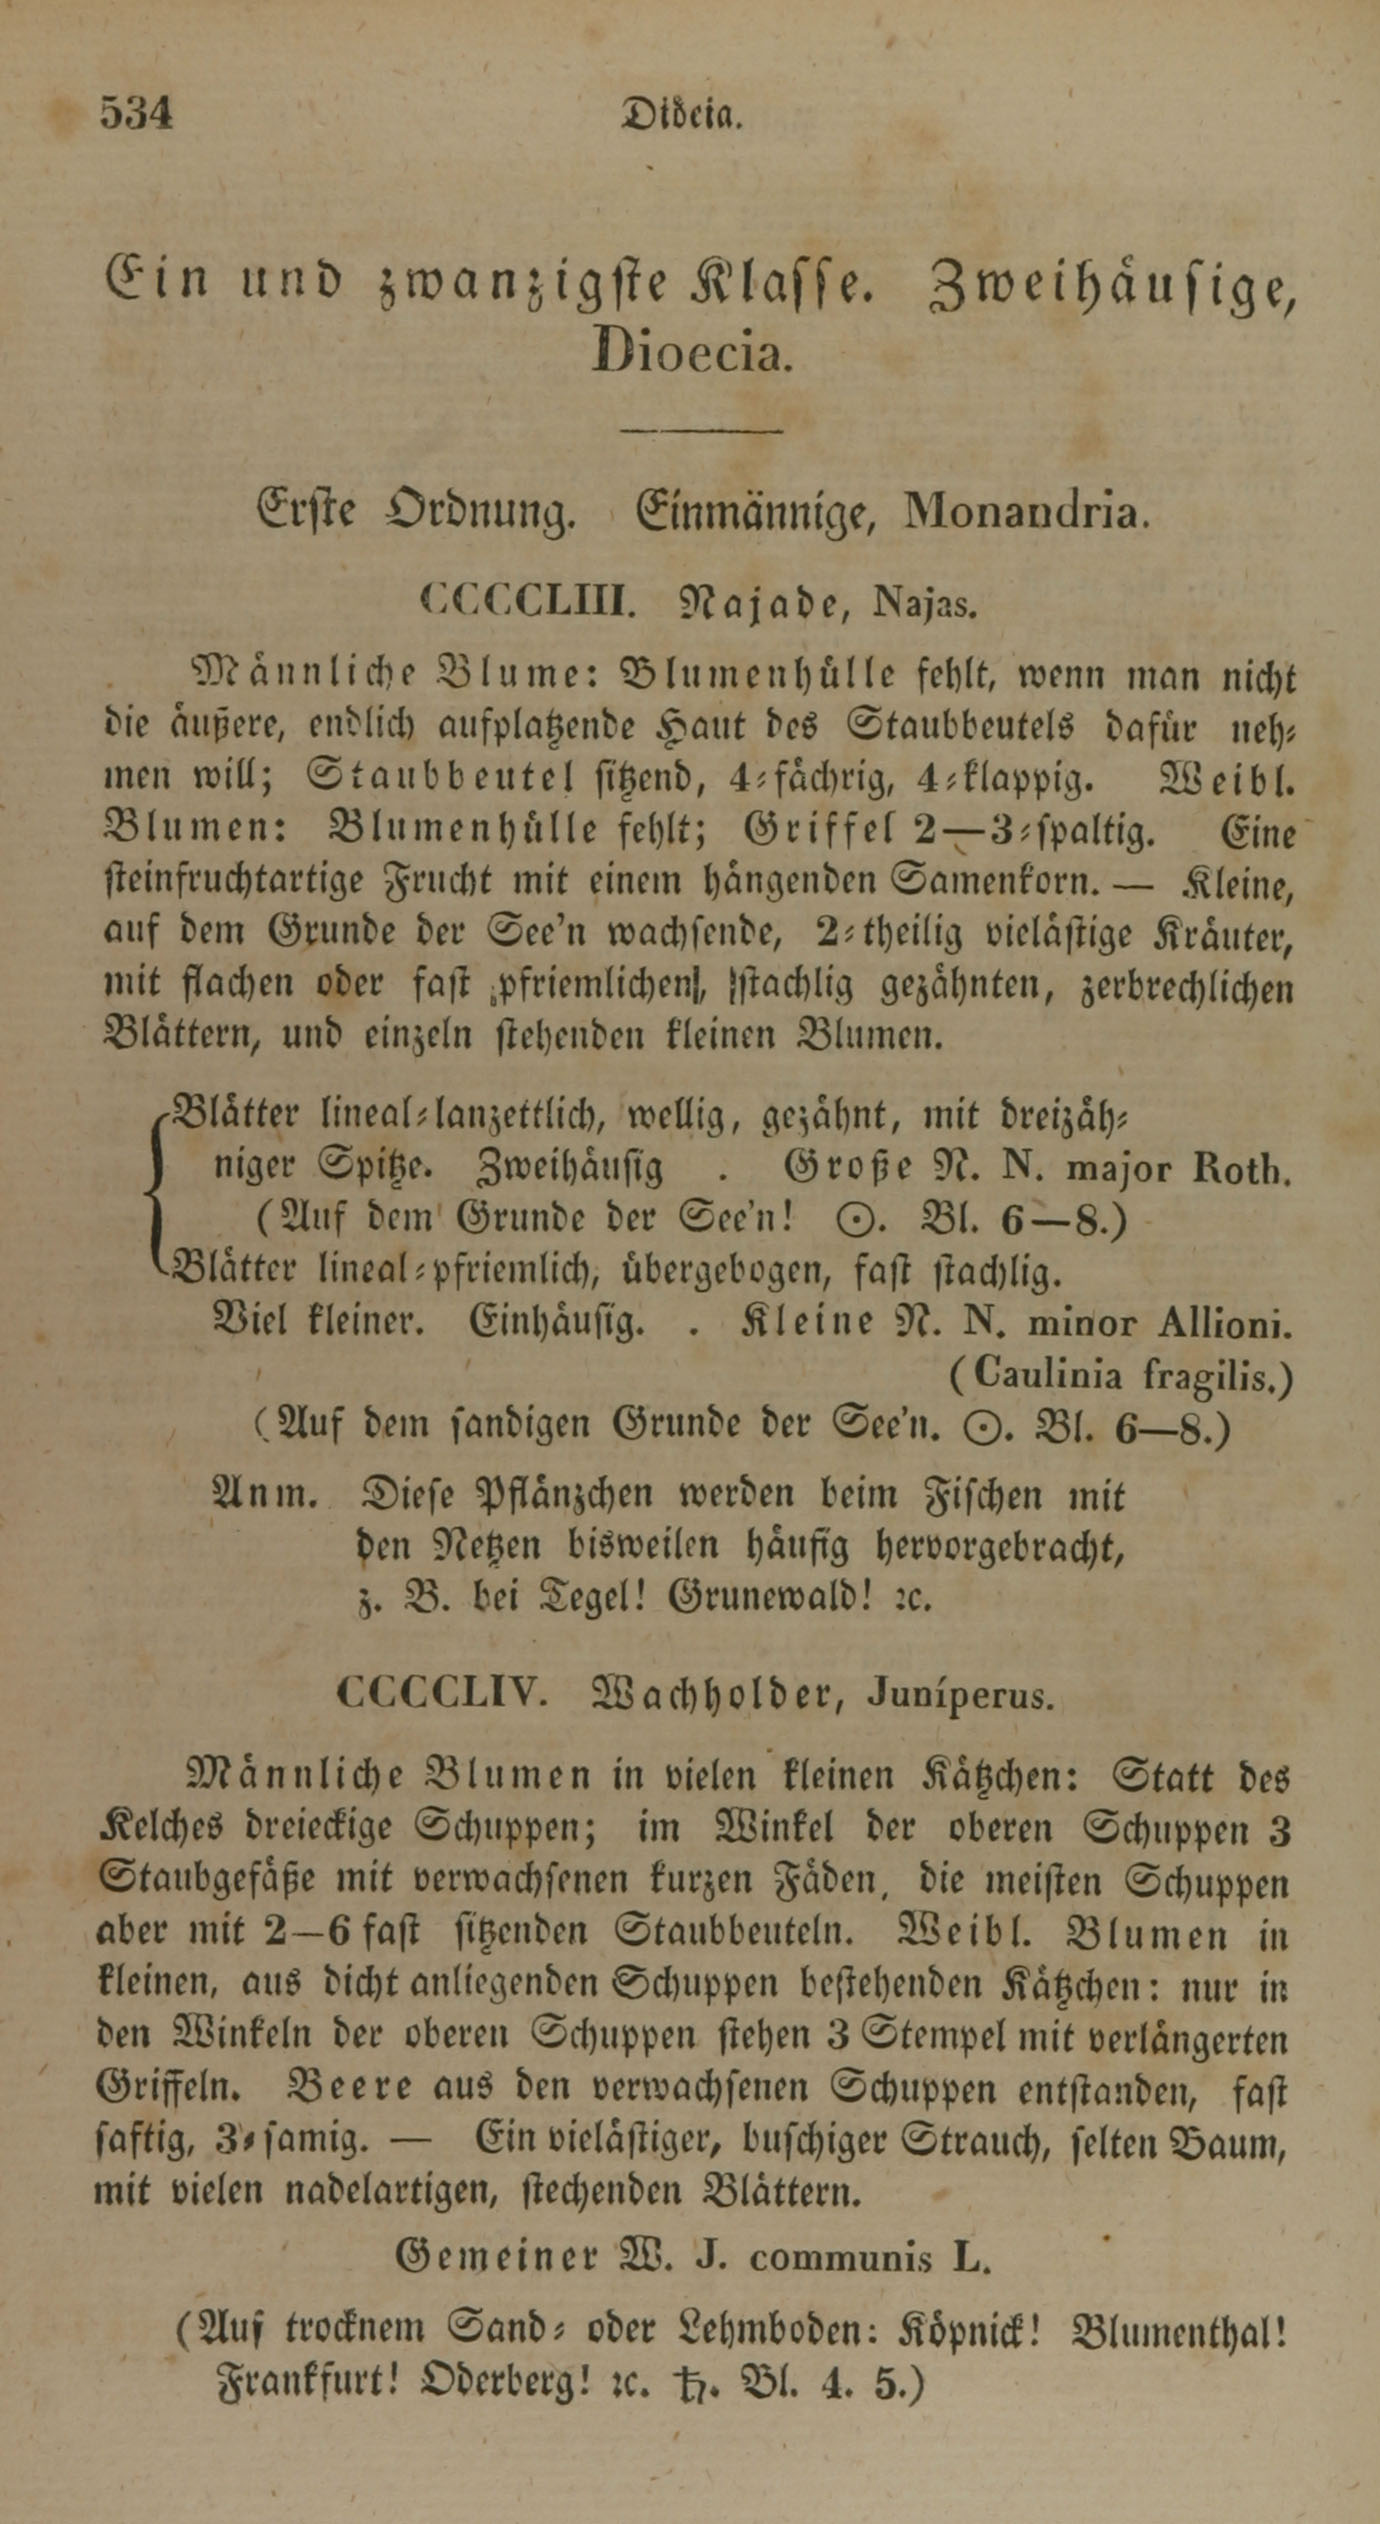 534 Diöcia.
Ein und zwanzigste Klasse. Zweihäusige,
Dioecia.
Erste Ordnung. Einmännige, Monandria.
CCCCLIII. Najade, Najas.
Männliche Blume: Blumenhülle fehlt, wenn man nicht
die äußere, endlich aufplatzende Haut des Staubbeutels dafür neh-
men will; Staubbeutel sitzend, 4-fächrig, 4-klappig. Weibl.
Blumen: Blumenhülle fehlt; Griffel 2—3-spaltig. Eine
steinfruchtartige Frucht mit einem hängenden Samenkorn. — Kleine,
auf dem Grunde der See'n wachsende, 2-theilig vielästige Kräuter,
mit flachen oder fast pfriemlichen, stachlig gezähnten, zerbrechlichen
Blättern, und einzeln stehenden kleinen Blumen.
Blätter lineal-lanzettlich, wellig, gezähnt, mit dreizäh-
niger Spitze. Zweihäusig . Große N. N. major Roth.
(Auf dem Grunde der See'n! ⊙. Bl. 6—8.)
Blätter lineal-pfriemlich, übergebogen, fast stachlig.
Viel kleiner. Einhäusig. . Kleine N. N. minor Allioni.
(Caulinia fragilis.)
(Auf dem sandigen Grunde der See'n. ⊙. Bl. 6—8.)
Anm. Diese Pflänzchen werden beim Fischen mit
den Netzen bisweilen häufig hervorgebracht,
z. B. bei Tegel! Grunewald! ꝛc.
CCCCLIV. Wachholder, Juníperus.
Männliche Blumen in vielen kleinen Kätzchen: Statt des
Kelches dreieckige Schuppen; im Winkel der oberen Schuppen 3
Staubgefäße mit verwachsenen kurzen Fäden, die meisten Schuppen
aber mit 2—6 fast sitzenden Staubbeuteln. Weibl. Blumen in
kleinen, aus dicht anliegenden Schuppen bestehenden Kätzchen: nur in
den Winkeln der oberen Schuppen stehen 3 Stempel mit verlängerten
Griffeln. Beere aus den verwachsenen Schuppen entstanden, fast
saftig, 3-samig. — Ein vielästiger, buschiger Strauch, selten Baum,
mit vielen nadelartigen, stechenden Blättern.
Gemeiner W. J. communis L.
(Auf trocknem Sand- oder Lehmboden: Köpnick! Blumenthal!
Frankfurt! Oderberg! ꝛc. ♄. Bl. 4. 5.)